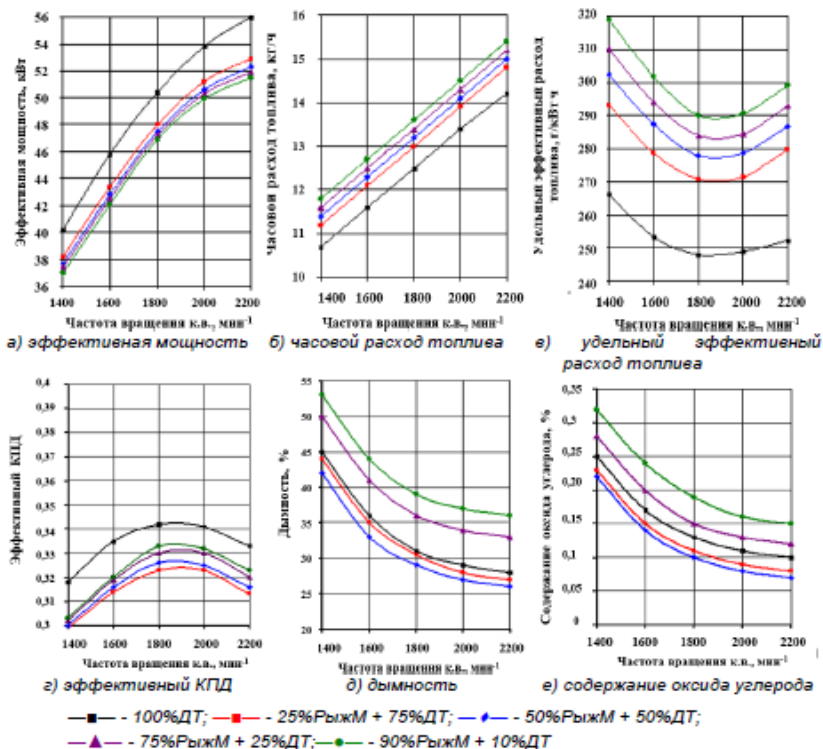 Эффективная мощность, кВт
56
54
52
50
48
46
44
42
40
38
36
1400 1600 1800 2000 2200
Частота вращения к.в., мин-1
а) эффективная мощность
Часовой расход топлива, кг/ч
16
15
14
13
12
11
10
1400 1600 1800 2000 2200
Частота вращения к.в., мин-1
б) часовой расход топлива
Удельный эффективный расход
топлива, г/кВт ч
320
310
300
290
280
270
260
250
240
1400 1600 1800 2000 2200
Частота вращения к.в., мин-1
в) удельный эффективный
расход топлива
Эффективный КПД
0,4
0,39
0,38
0,37
0,36
0,35
0,34
0,33
0,32
0,31
0,3
1400 1600 1800 2000 2200
Частота вращения к.в., мин-1
г) эффективный КПД
Дымность, %
55
50
45
40
35
30
25
20
1400 1600 1800 2000 2200
Частота вращения к.в., мин-1
д) дымность
Содержание оксида углерода, %
0,35
0,3
0,25
0,2
0,15
0,1
0,05
0
1400 1600 1800 2000 2200
Частота вращения к.в., мин-1
е) содержание оксида углерода
- 100%ДТ; - 25%РыжМ + 75%ДТ; - 50%РыжМ + 50%ДТ;
- 75%РыжМ + 25%ДТ; - 90%РыжМ + 10%ДТ